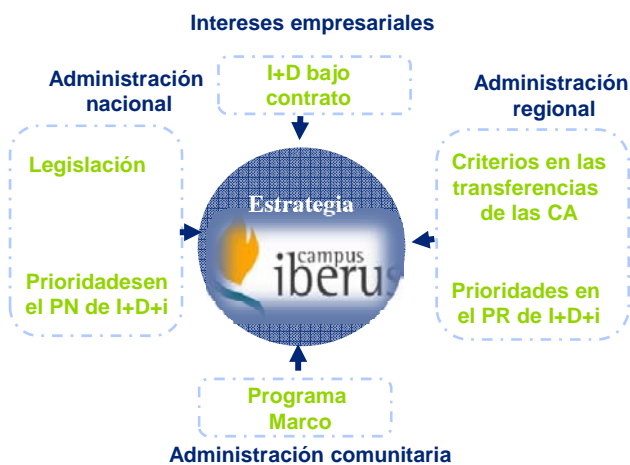 Intereses empresariales
I+D bajo
contrato
Administración
nacional
Legislación
Prioridadesen
el PN de I+D+i
Administración
regional
Criterios en las
transferencias
de las CA
Prioridades en
el PR de I+D+i
Estrategia
campus
iberus
Programa
Marco
Administración comunitaria